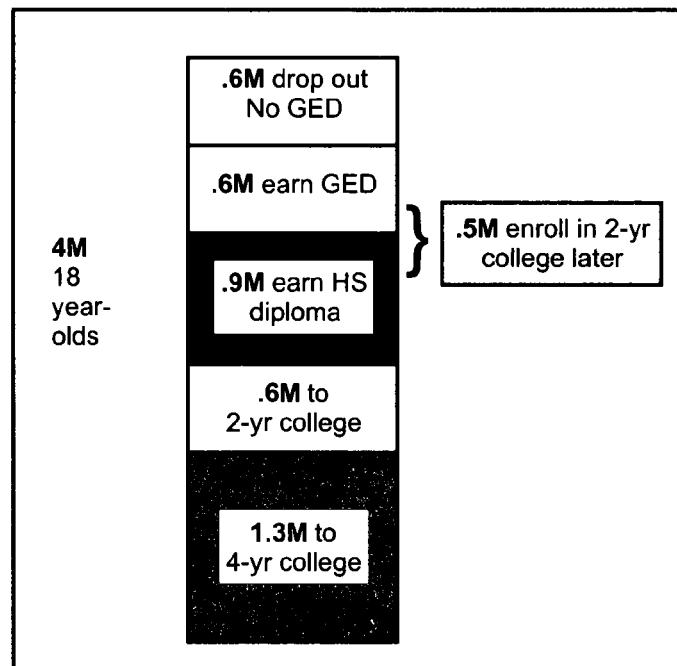 .6M drop out
No GED
.6M earn GED
}
.5M enroll in 2-yr
college later
4M
18
year-
olds
.9M earn HS
diploma
.6M to
2-yr college
1.3M to
4-yr college